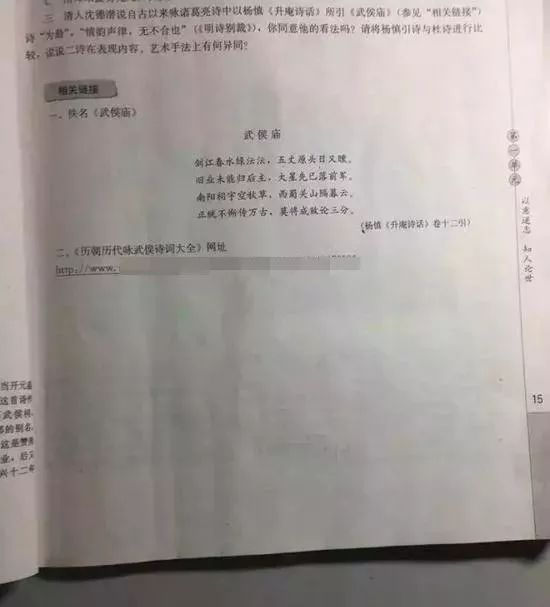 三 清人沈德潜说自古以来咏诸葛亮诗中以杨慎《升庵诗话》所引《武侯庙》(参见“相关链接”)
诗“为最”，“情韵声律，无不合也”(《明诗别裁》)，你同意他的看法吗？请将杨慎引诗与杜诗进行比
较，说说二诗在表现内容、艺术手法上有何异同？
相关链接
一、佚名《武侯庙》
武侯庙
剑江春水绿沄沄，五丈原头日又曛。
旧业未能归后主，大星先已落前军。
南阳祠宇空秋草，西蜀关山隔暮云。
正统不惭传万古，莫将成败论三分。
(杨慎《升庵诗话》卷十二引)
二、《历朝历代咏武侯诗词大全》网址
http://www.
第一单元
以意逆志 知人论世
15
当开元盛
这首诗作
武侯祠
的别名
这是赞颂
业，后又
兴十二年